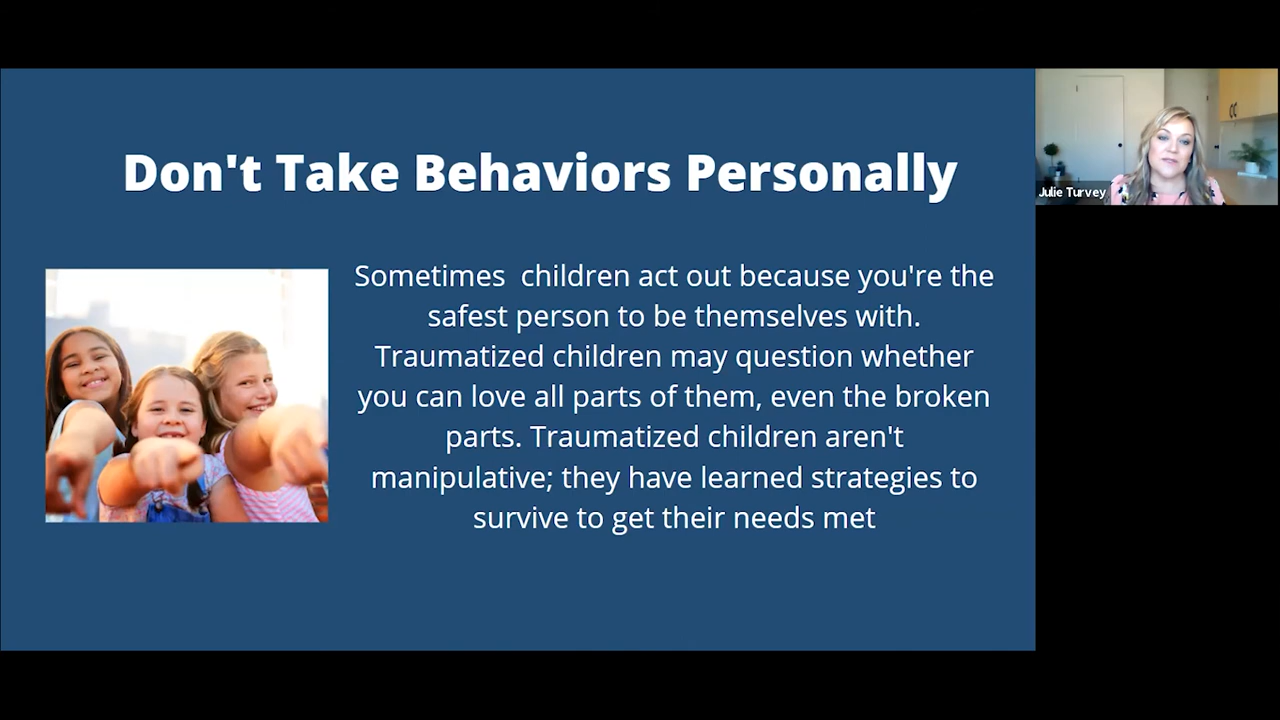 Don't Take Behaviors Personally
Sometimes  children act out because you're the
safest person to be themselves with.
Traumatized children may question whether
you can love all parts of them, even the broken
parts. Traumatized children aren't
manipulative; they have learned strategies to
survive to get their needs met
Julie Turvey